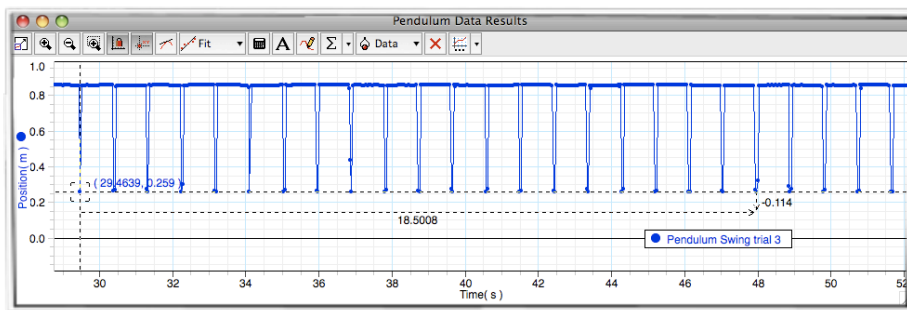 Pendulum Data Results
Fit
A
Σ
Data
1.0
0.8
0.6
0.4
0.2
0.0
Position( m )
( 29.4639, 0.259 )
18.5008
-0.114
Pendulum Swing trial 3
30 32 34 36 38 40 42 44 46 48 50 52
Time( s )